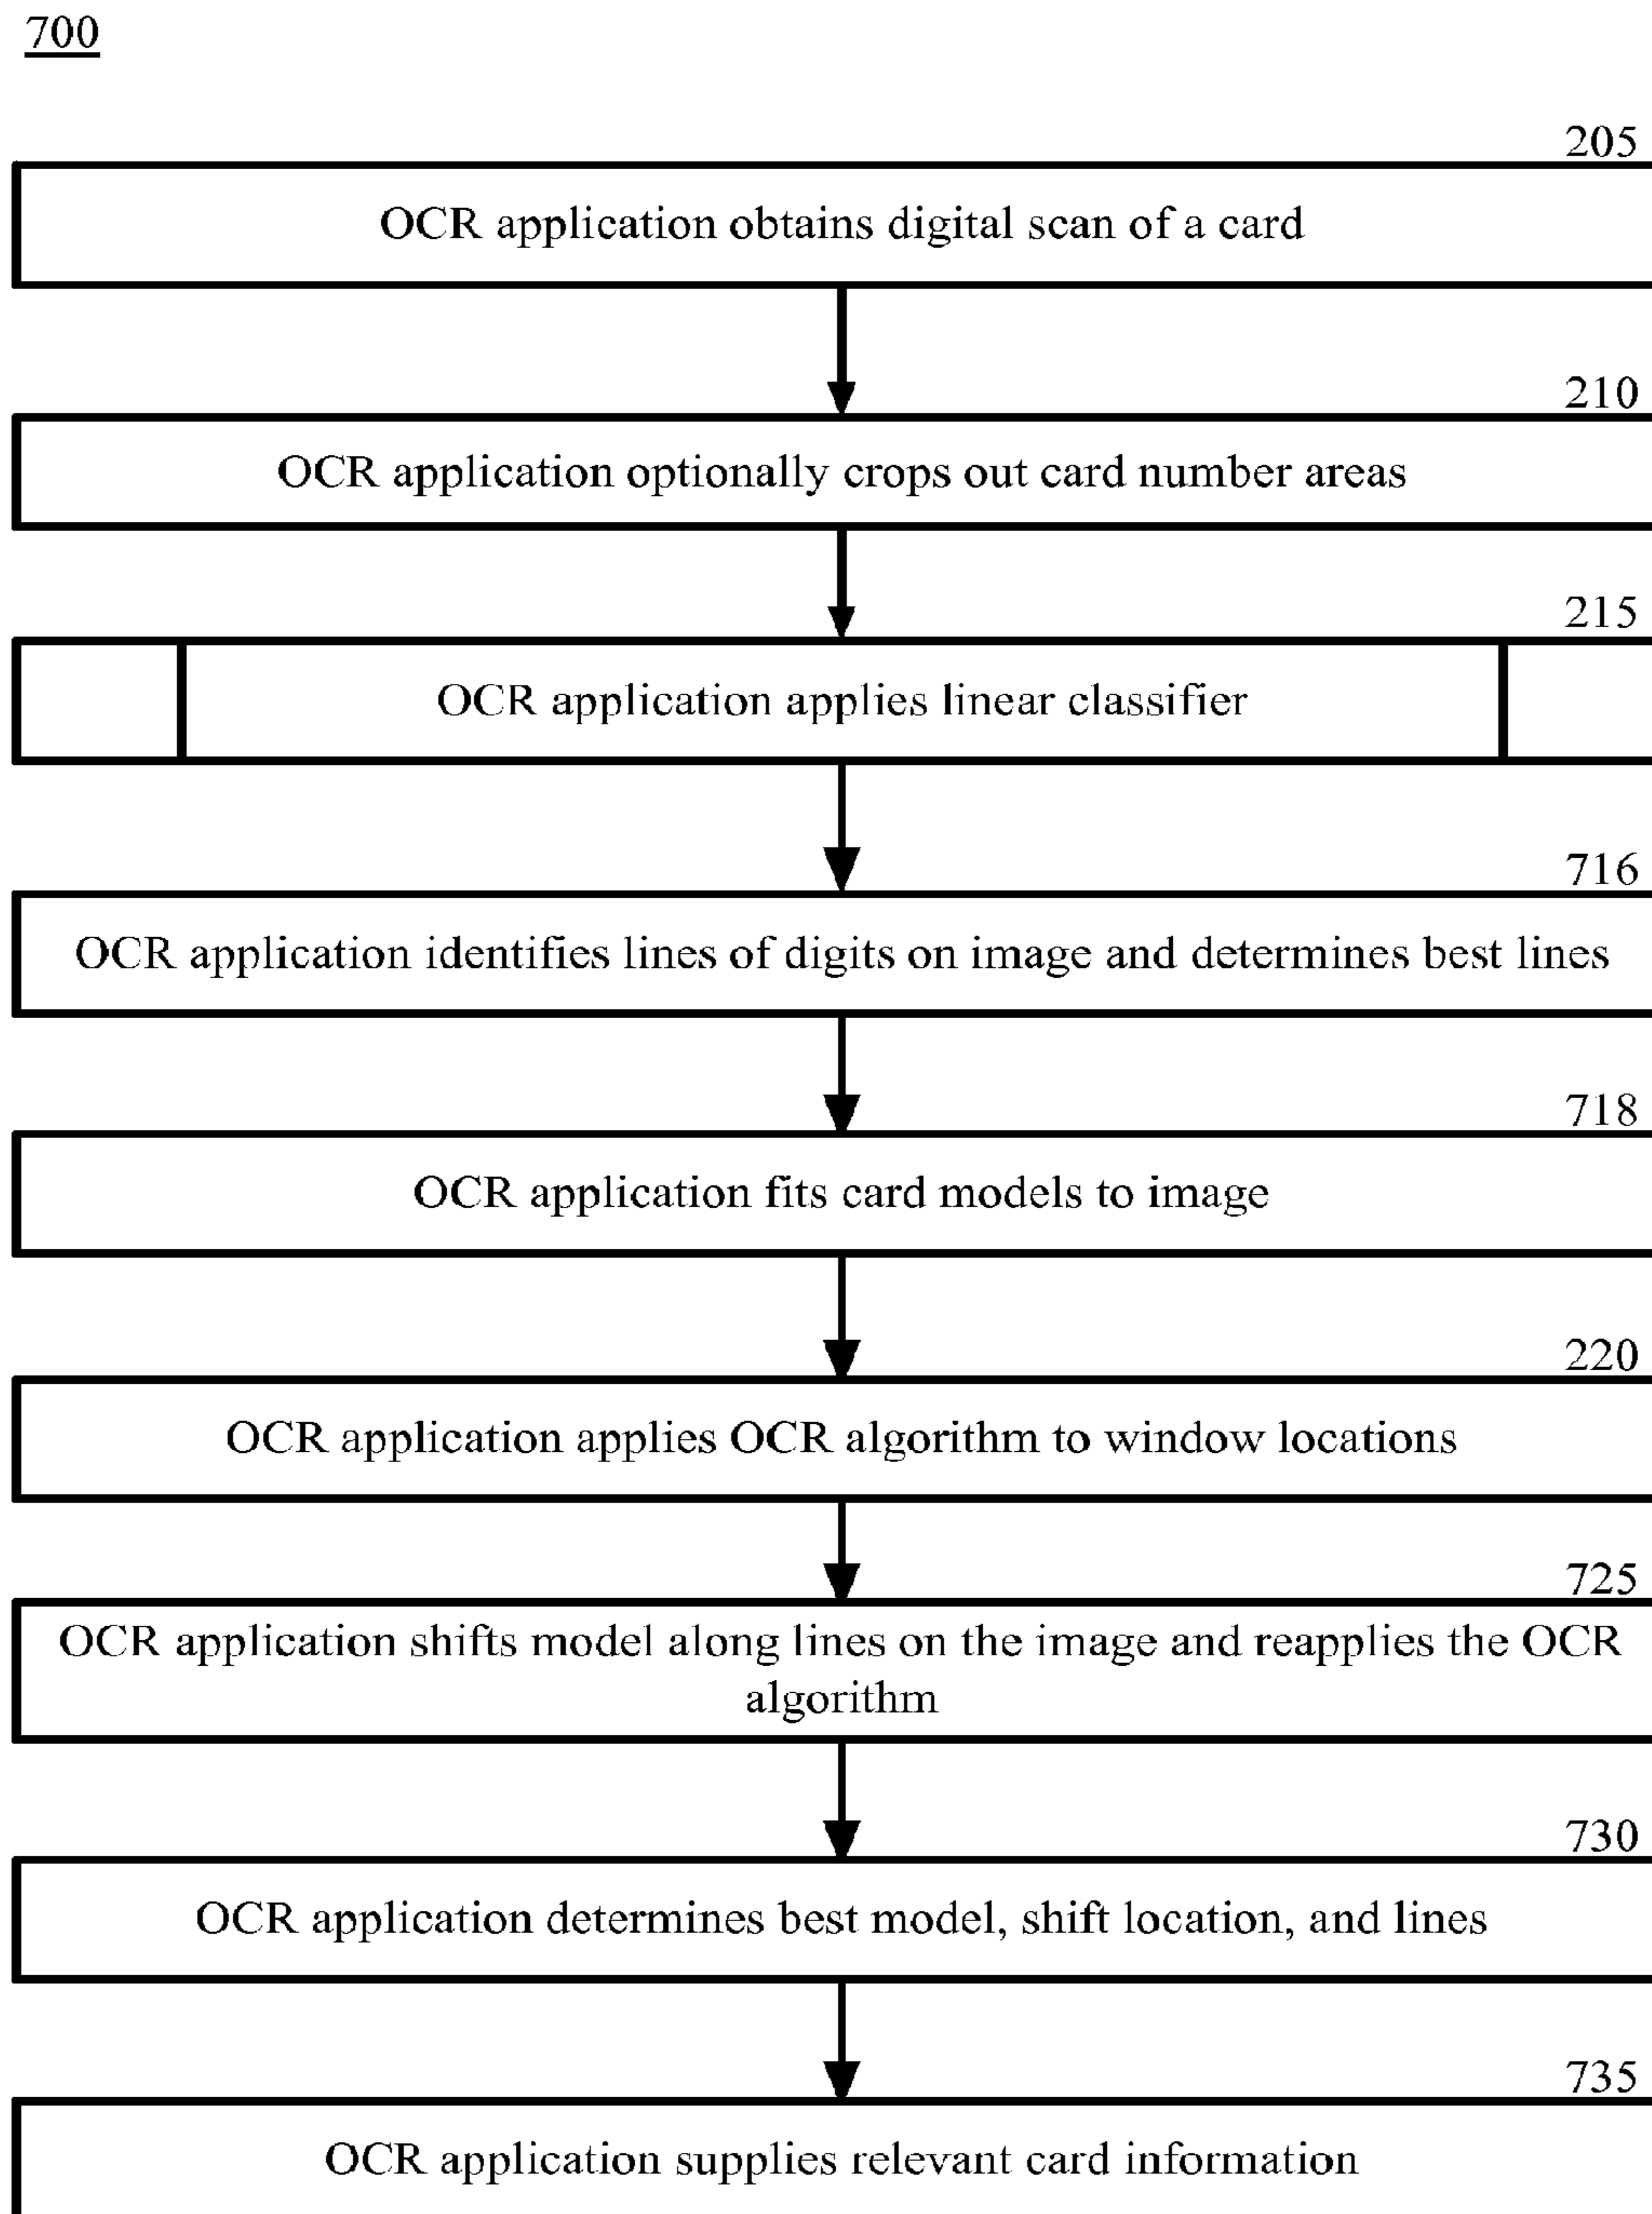 700
205
OCR application obtains digital scan of a card
210
OCR application optionally crops out card number areas
215
OCR application applies linear classifier
716
OCR application identifies lines of digits on image and determines best lines
718
OCR application fits card models to image
220
OCR application applies OCR algorithm to window locations
725
OCR application shifts model along lines on the image and reapplies the OCR
algorithm
730
OCR application determines best model, shift location, and lines
735
OCR application supplies relevant card information